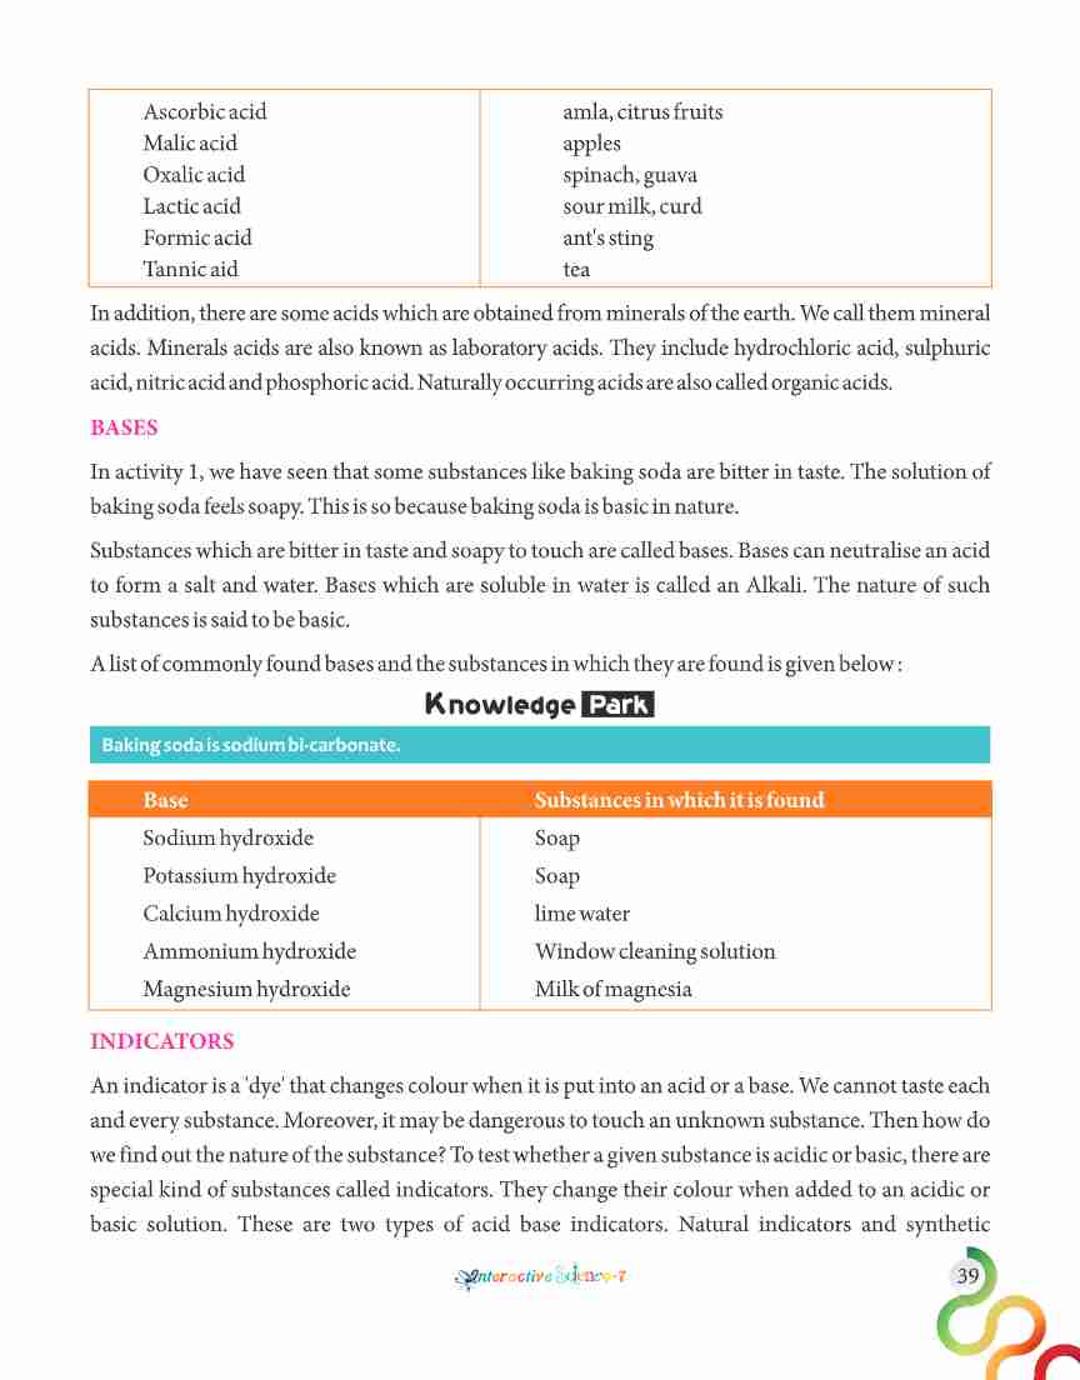 Ascorbic acid amla, citrus fruits
Malic acid apples
Oxalic acid spinach, guava
Lactic acid sour milk, curd
Formic acid ant's sting
Tannic aid tea
In addition, there are some acids which are obtained from minerals of the earth. We call them mineral
acids. Minerals acids are also known as laboratory acids. They include hydrochloric acid, sulphuric
acid, nitric acid and phosphoric acid. Naturally occurring acids are also called organic acids.
BASES
In activity 1, we have seen that some substances like baking soda are bitter in taste. The solution of
baking soda feels soapy. This is so because baking soda is basic in nature.
Substances which are bitter in taste and soapy to touch are called bases. Bases can neutralise an acid
to form a salt and water. Bases which are soluble in water is called an Alkali. The nature of such
substances is said to be basic.
A list of commonly found bases and the substances in which they are found is given below :
Knowledge Park
Baking soda is sodium bi-carbonate.
Base Substances in which it is found
Sodium hydroxide Soap
Potassium hydroxide Soap
Calcium hydroxide lime water
Ammonium hydroxide Window cleaning solution
Magnesium hydroxide Milk of magnesia
INDICATORS
An indicator is a 'dye' that changes colour when it is put into an acid or a base. We cannot taste each
and every substance. Moreover, it may be dangerous to touch an unknown substance. Then how do
we find out the nature of the substance? To test whether a given substance is acidic or basic, there are
special kind of substances called indicators. They change their colour when added to an acidic or
basic solution. These are two types of acid base indicators. Natural indicators and synthetic
Interactive Science-7
39